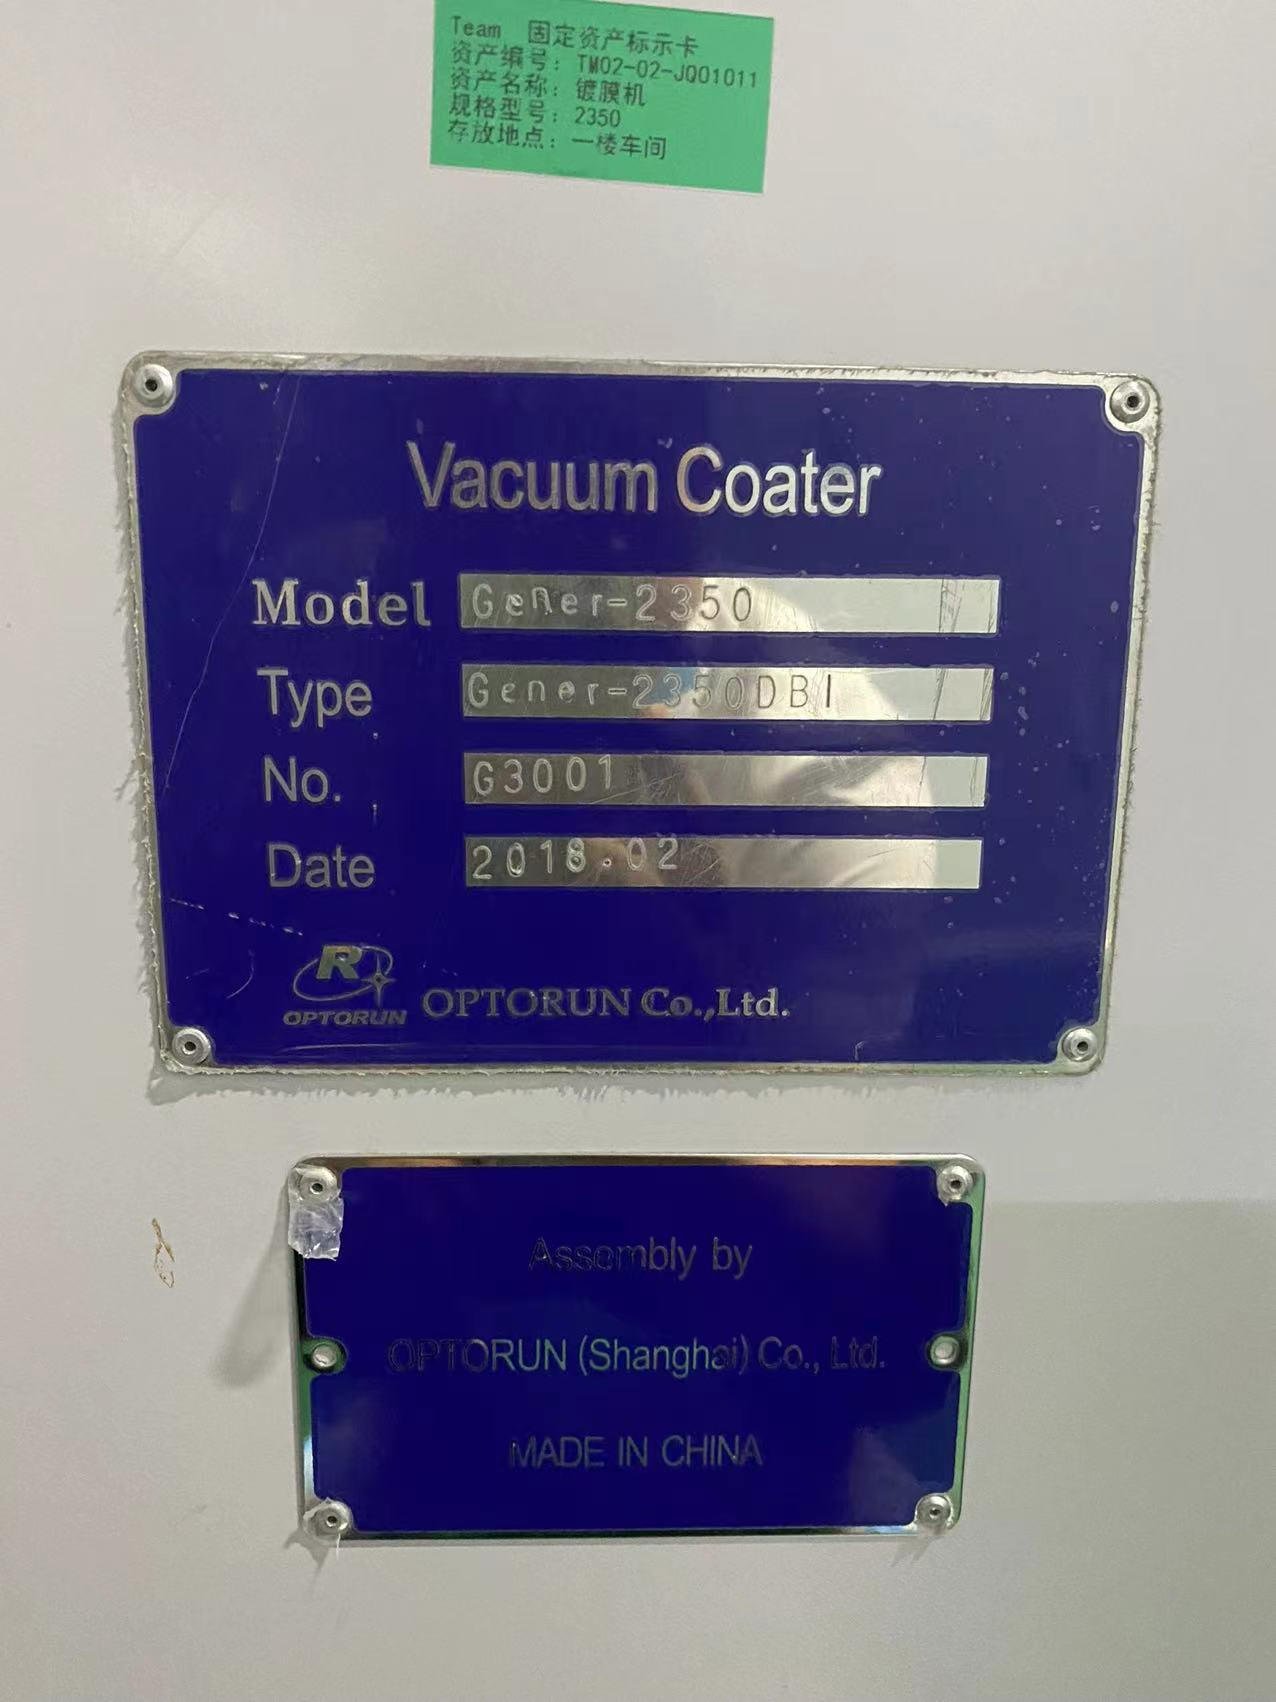 Team 固定资产标示卡
资产编号：TM02-02-JQ01011
资产名称：镀膜机
规格型号：2350
存放地点：一楼车间
Vacuum Coater
Model Gener-2350
Type Gener-2350DBI
No. G3001
Date 2018.02
R
OPTORUN OPTORUN Co.,Ltd.
Assembly by
OPTORUN (Shanghai) Co., Ltd.
MADE IN CHINA